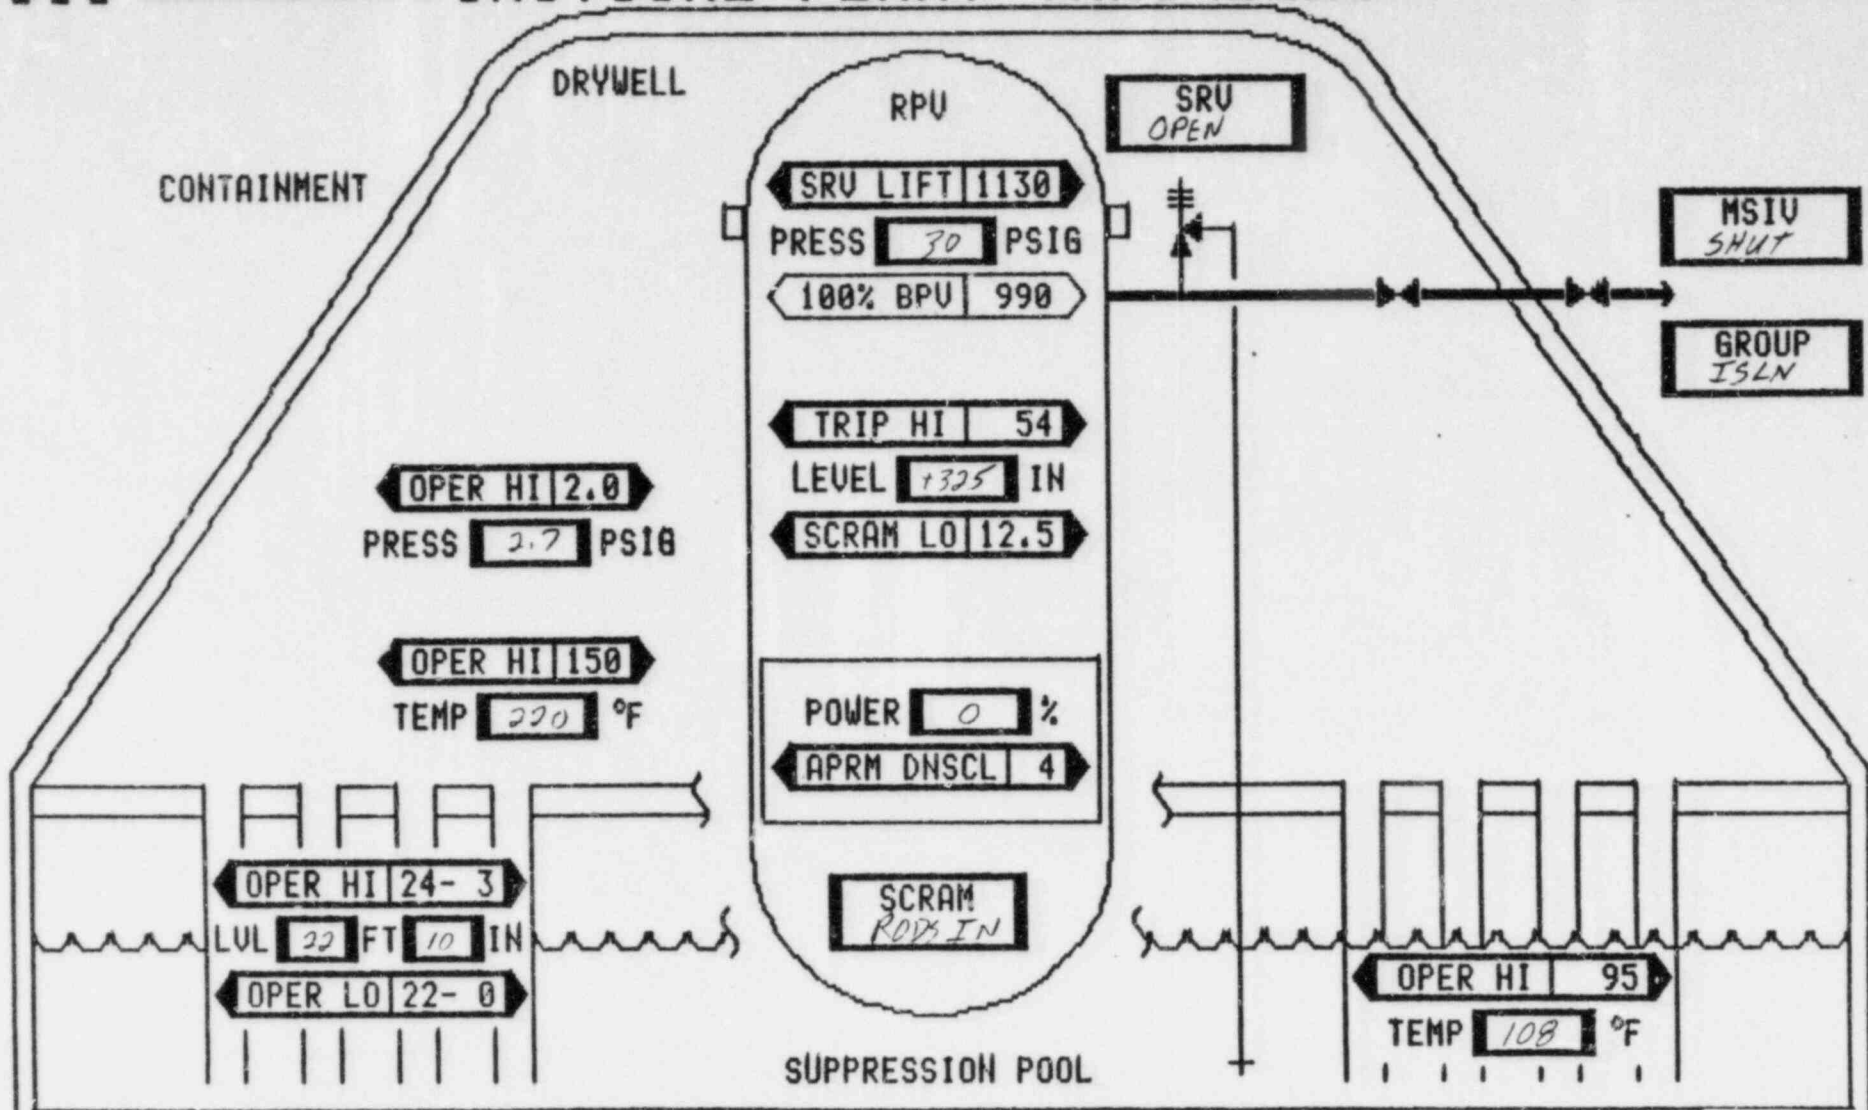 DRYWELL
RPV
SRV
OPEN
CONTAINMENT
SRV LIFT 1130
PRESS 30 PSIG
100% BPV 990
MSIV
SHUT
GROUP
ISLN
TRIP HI 54
LEVEL +325 IN
SCRAM LO 12.5
OPER HI 2.0
PRESS 2.7 PSIG
OPER HI 150
TEMP 220 °F
POWER 0 %
APRM DNSCL 4
OPER HI 24- 3
LVL 22 FT 10 IN
OPER LO 22- 0
SCRAM
RODS IN
OPER HI 95
TEMP 108 °F
SUPPRESSION POOL